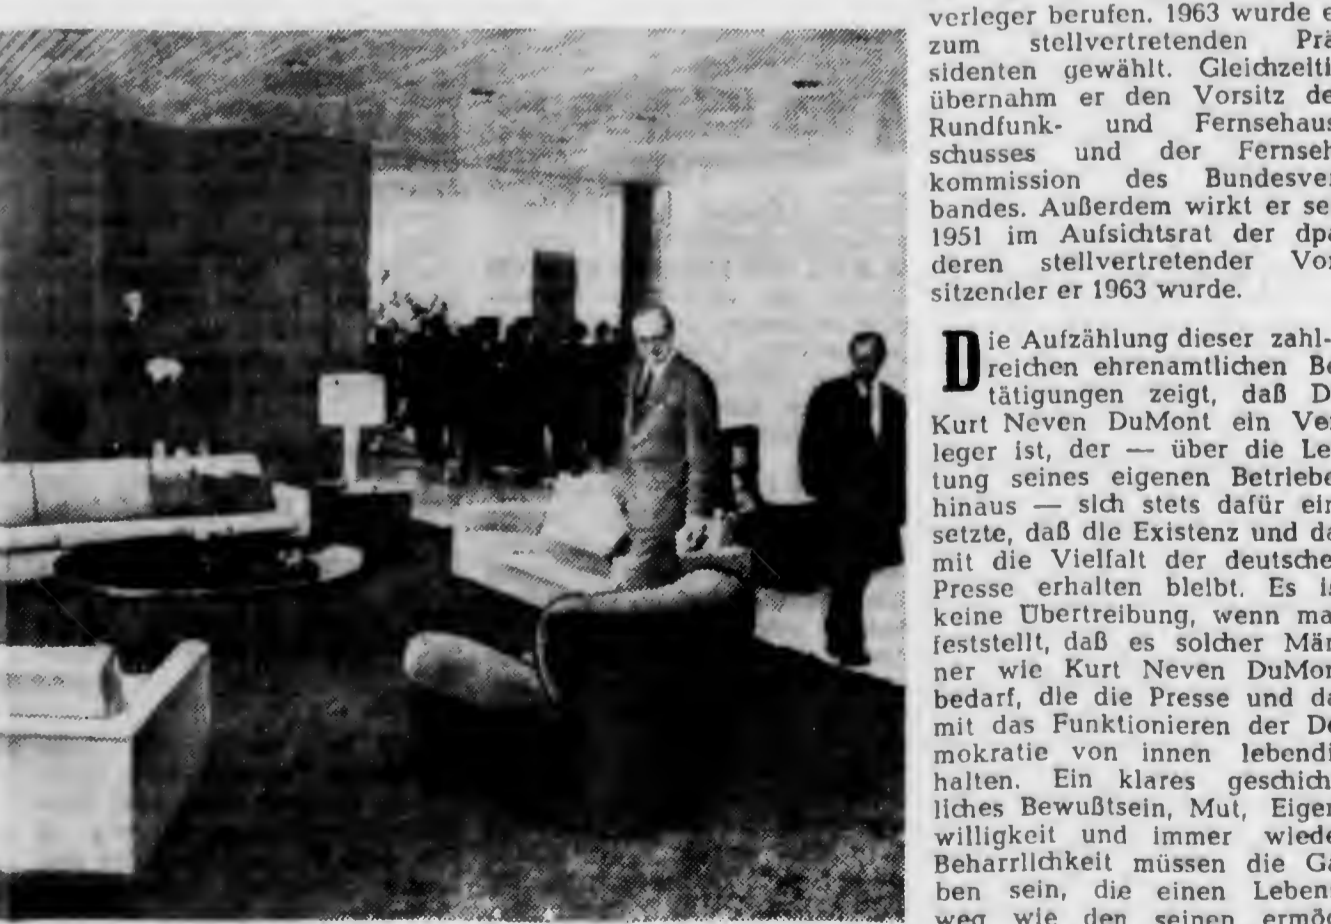 verleger berufen. 1963 wurde e
zum stellvertretenden Prä
sidenten gewählt. Gleichzeiti
übernahm er den Vorsitz de
Rundfunk- und Fernsehaus
schusses und der Fernseh
kommission des Bundesver
bandes. Außerdem wirkt er se
1951 im Aufsichtsrat der dpa
deren stellvertretender Vor
sitzender er 1963 wurde.
Die Aufzählung dieser zahl-
reichen ehrenamtlichen Be
tätigungen zeigt, daß D
Kurt Neven DuMont ein Ver
leger ist, der — über die Le
tung seines eigenen Betriebe
hinaus — sich stets dafür ein
setzte, daß die Existenz und da
mit die Vielfalt der deutsche
Presse erhalten bleibt. Es is
keine Übertreibung, wenn ma
feststellt, daß es solcher Män
ner wie Kurt Neven DuMon
bedarf, die die Presse und da
mit das Funktionieren der De
mokratie von innen lebendi
halten. Ein klares geschicht
liches Bewußtsein, Mut, Eigen
willigkeit und immer wiede
Beharrlichkeit müssen die Ga
ben sein, die einen Lebens
weg wie den seinen ermög